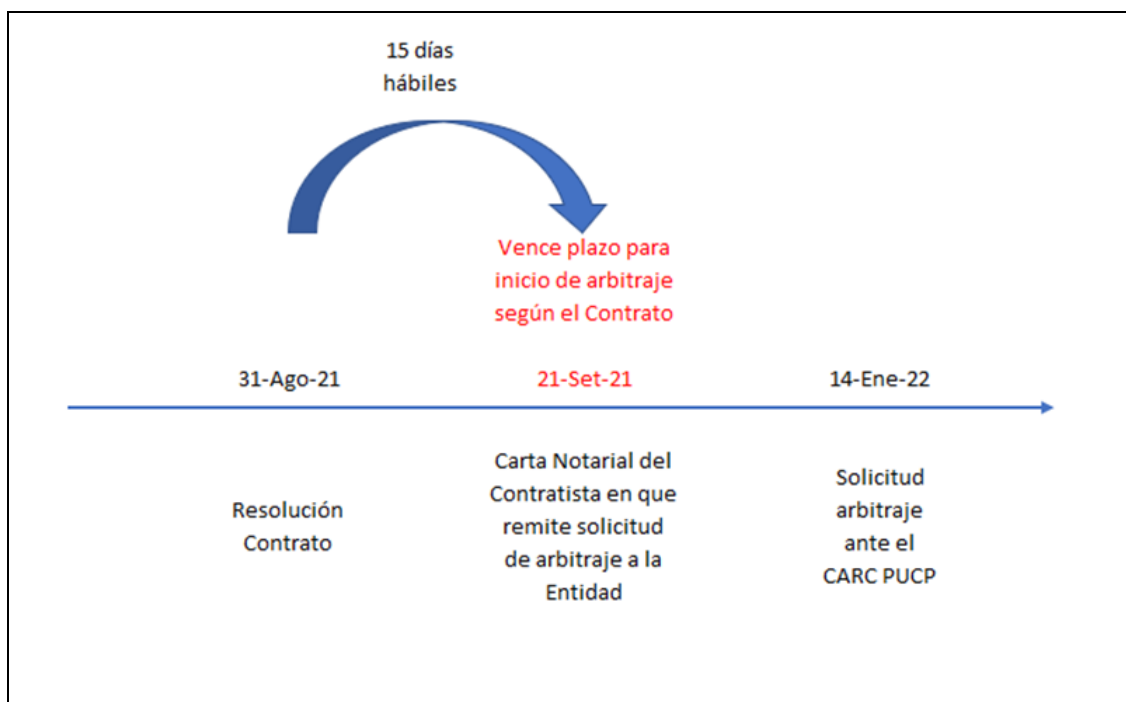 15 días
hábiles
Vence plazo para
inicio de arbitraje
según el Contrato
31-Ago-21
21-Set-21
14-Ene-22
Resolución
Contrato
Carta Notarial del
Contratista en que
remite solicitud
de arbitraje a la
Entidad
Solicitud
arbitraje
ante el
CARC PUCP